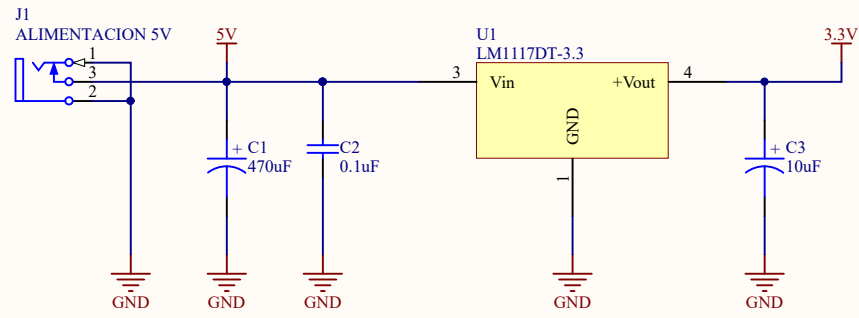 J1
ALIMENTACION 5V
1
3
2
5V
U1
LM1117DT-3.3
3
Vin
+Vout
4
GND
1
3.3V
+
C1
470uF
C2
0.1uF
+
C3
10uF
GND
GND
GND
GND
GND